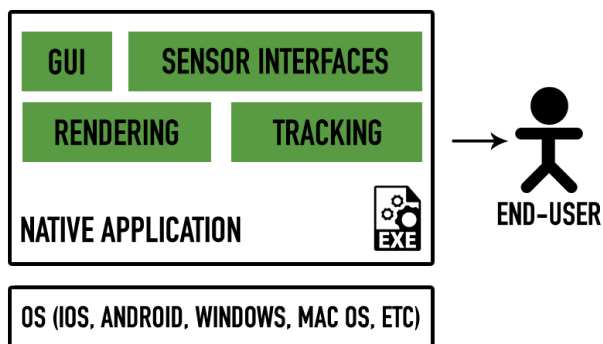 GUI
SENSOR INTERFACES
RENDERING
TRACKING
NATIVE APPLICATION
EXE
END-USER
OS (IOS, ANDROID, WINDOWS, MAC OS, ETC)